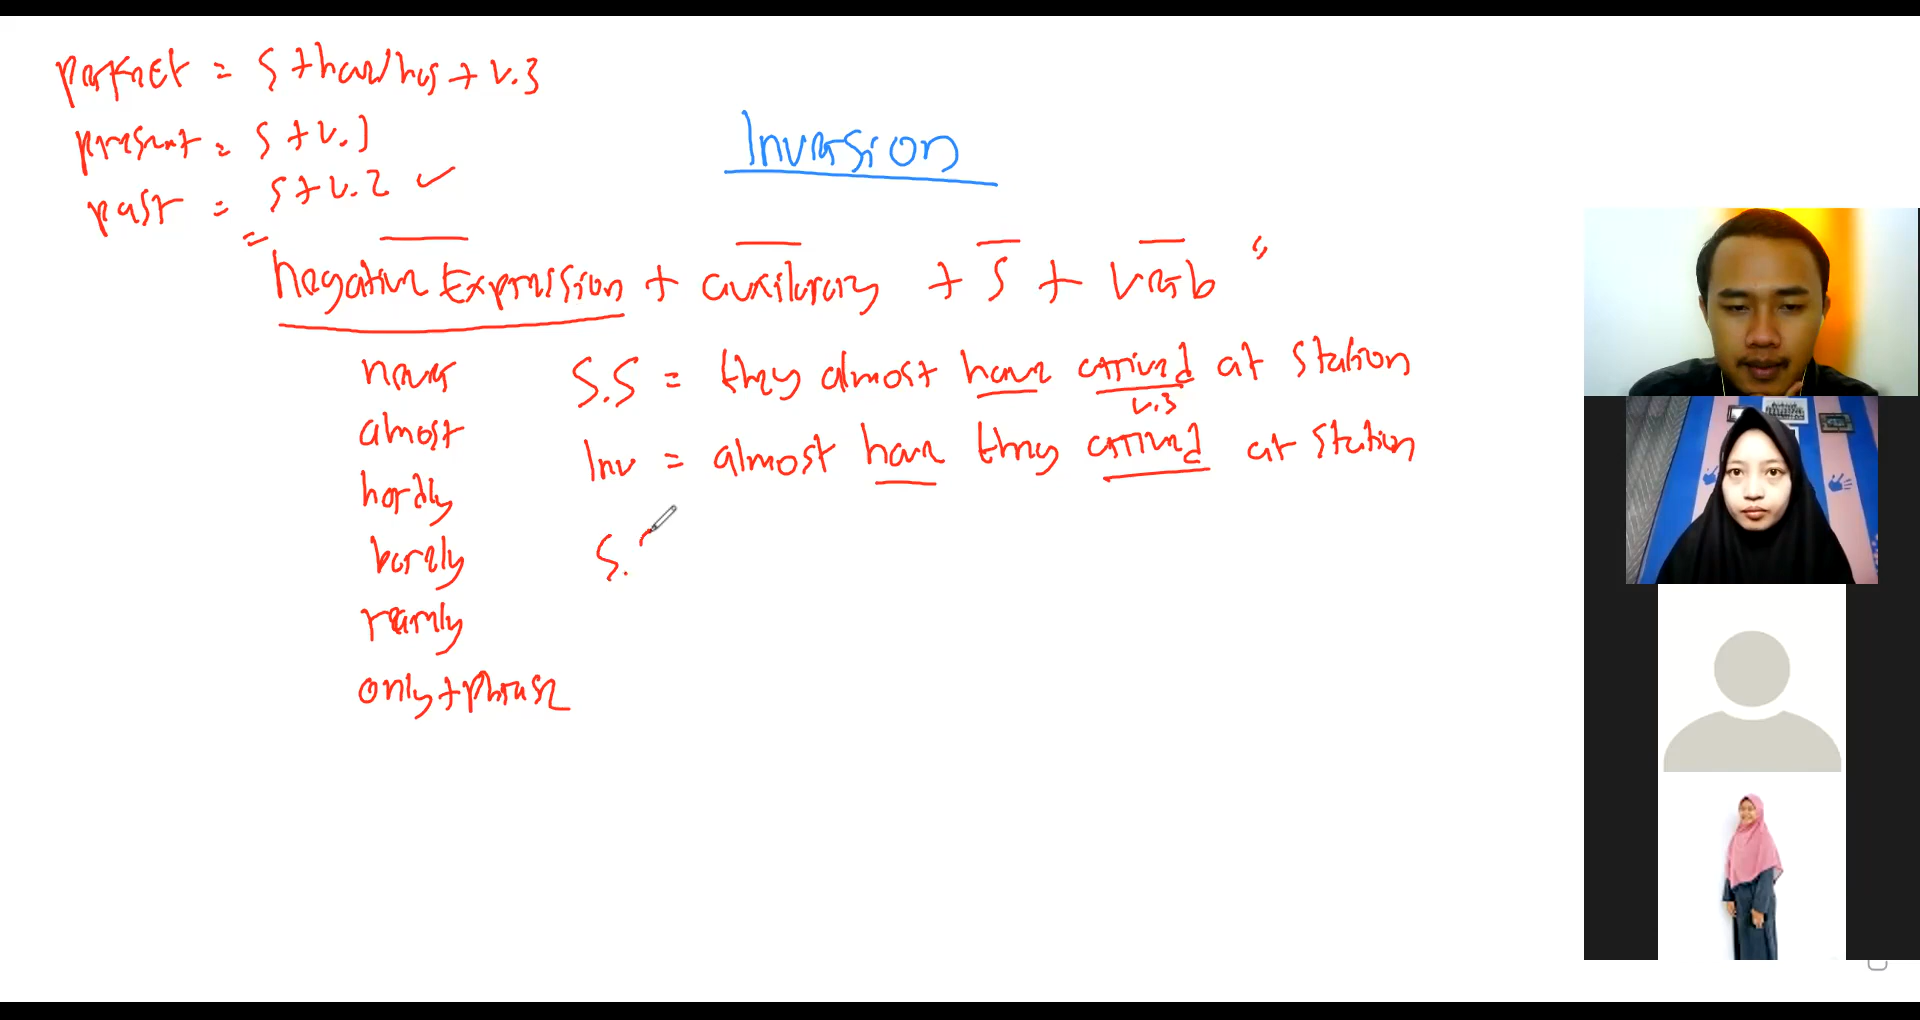 perfect = S + have/has + V.3
present = S + V.1
past = S + V.2 ✓
Inversion
"negative Expression + auxilaray + S + Verb"
never
almost
hardly
barely
rarely
only + phrase
S.S = they almost have arrived at station
V.3
Inv = almost have they arrived at station
S.